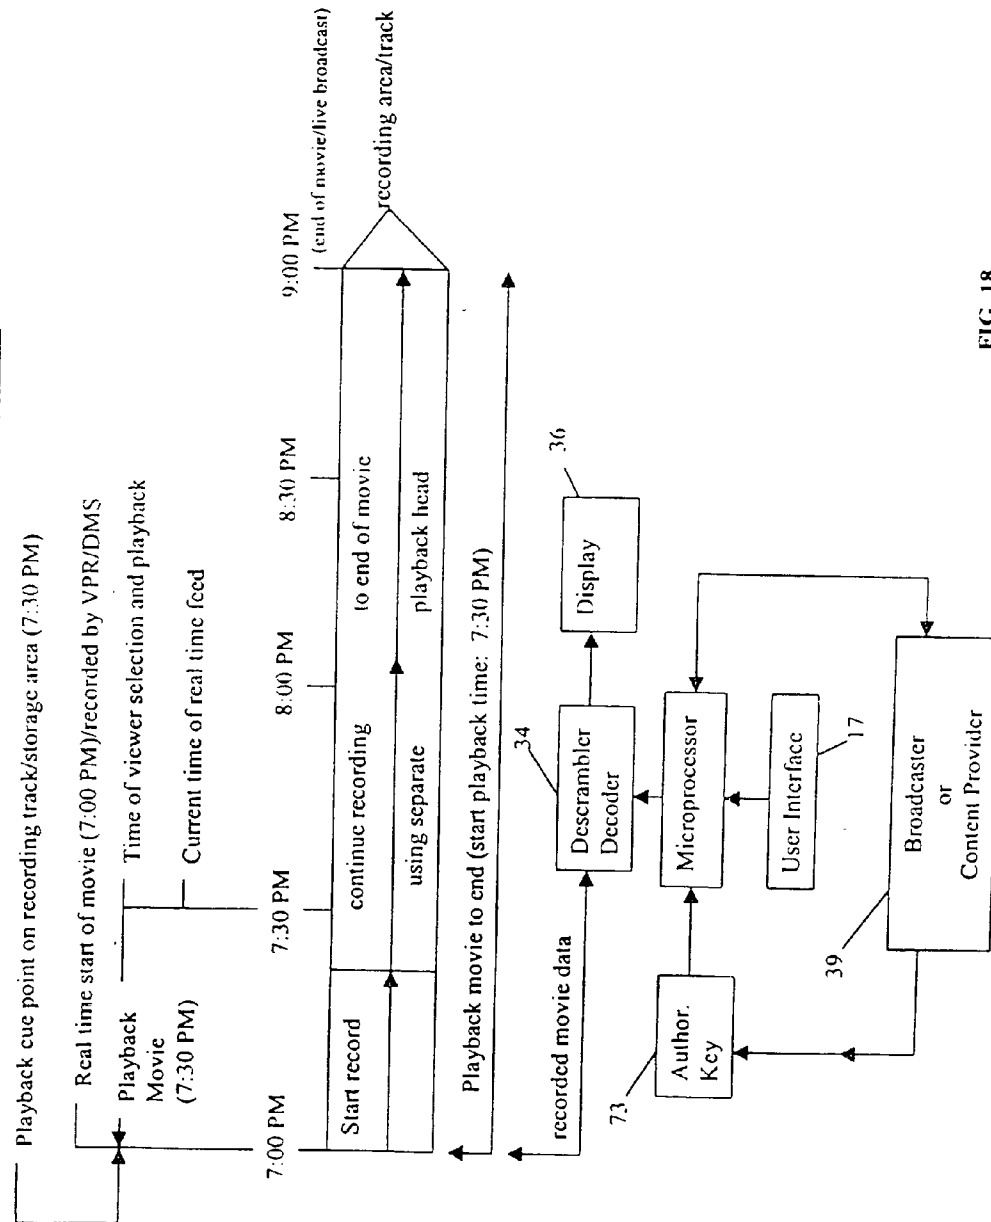 Playback cue point on recording track/storage area (7:30 PM)
Real time start of movie (7:00 PM)/recorded by VPR/DMS
Playback
Movie
(7:30 PM)
Time of viewer selection and playback
Current time of real time feed
7:00 PM
7:30 PM
8:00 PM
8:30 PM
9:00 PM
(end of movie/live broadcast)
Start record
continue recording
to end of movie
using separate
playback head
recording area/track
Playback movie to end (start playback time: 7:30 PM)
recorded movie data
34
36
Descrambler
Decoder
Display
73
Author.
Key
Microprocessor
User Interface
17
39
Broadcaster
or
Content Provider
FIG. 18